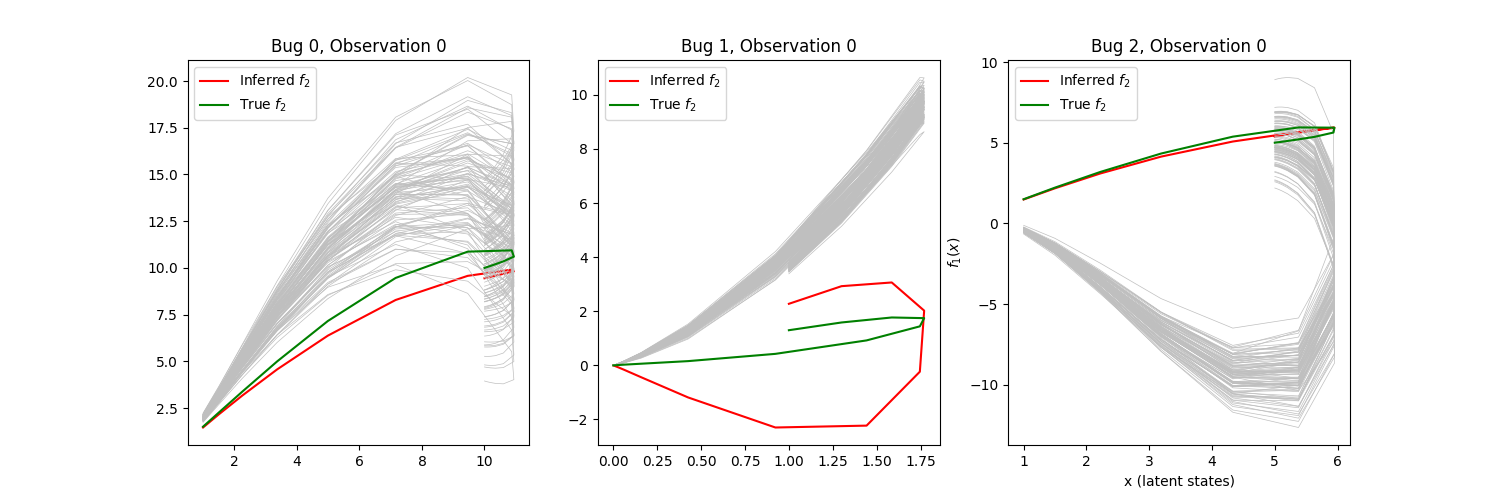 Bug 0, Observation 0
Inferred f₂
True f₂
20.0
17.5
15.0
12.5
10.0
7.5
5.0
2.5
2 4 6 8 10
Bug 1, Observation 0
Inferred f₂
True f₂
10
8
6
4
2
0
−2
0.00 0.25 0.50 0.75 1.00 1.25 1.50 1.75
Bug 2, Observation 0
Inferred f₂
True f₂
10
5
0
−5
−10
f₁(x)
1 2 3 4 5 6
x (latent states)